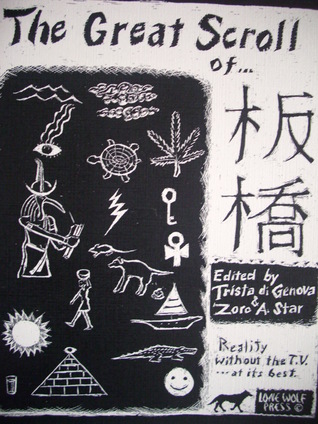 The Great Scroll
of...
板
橋
Edited by
Trista di Genova
&
Zoro A. Star
Reality
without the T.V.
...at its best.
LONE WOLF
PRESS ©